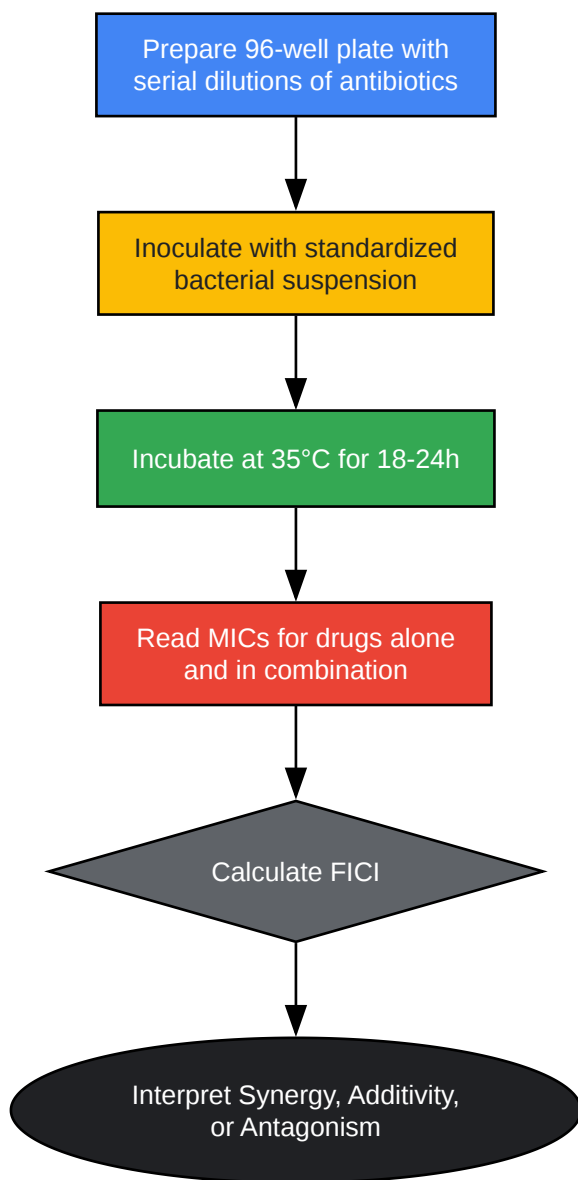 Prepare 96-well plate with
serial dilutions of antibiotics
Inoculate with standardized
bacterial suspension
Incubate at 35°C for 18-24h
Read MICs for drugs alone
and in combination
Calculate FICI
Interpret Synergy, Additivity,
or Antagonism